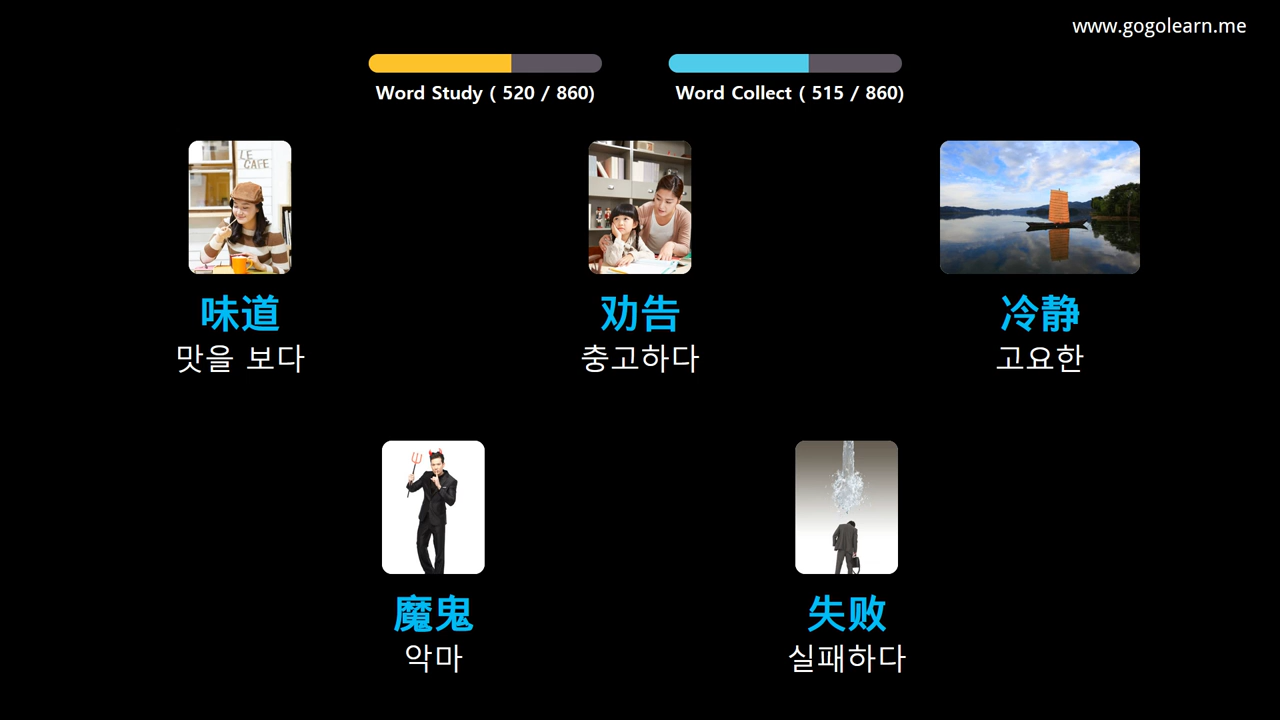 www.gogolearn.me
Word Study ( 520 / 860)
Word Collect ( 515 / 860)
LE CAFE
味道
劝告
冷静
맛을 보다
충고하다
고요한
魔鬼
失败
악마
실패하다